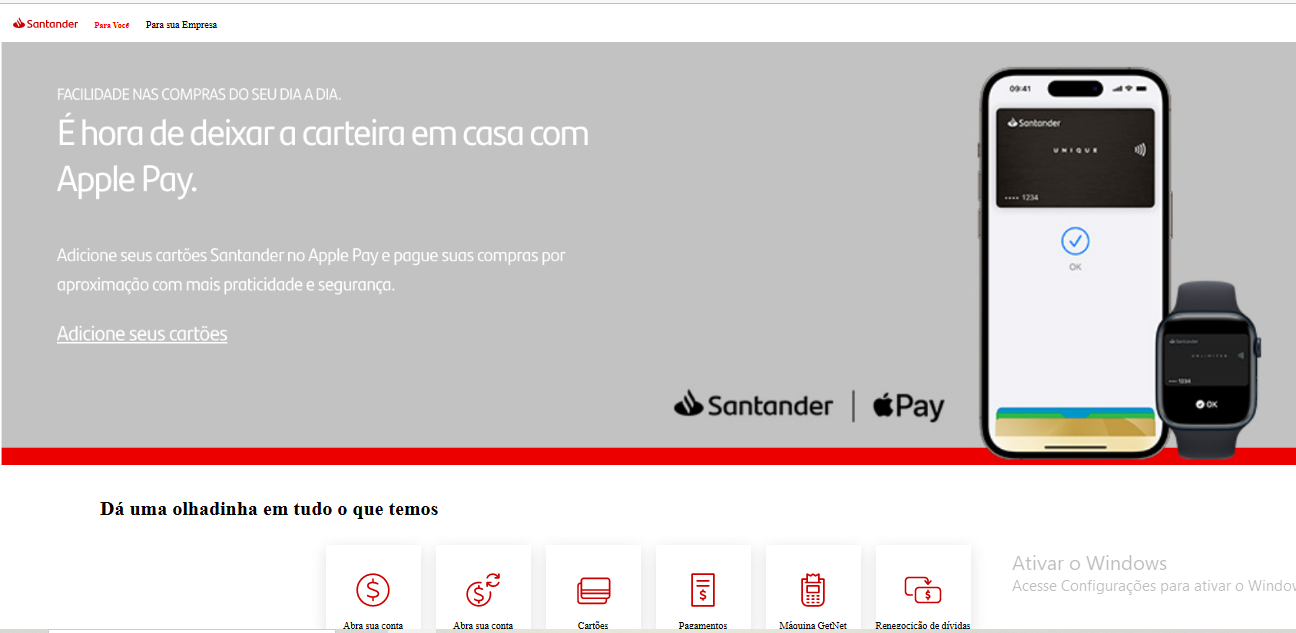 Santander Para Você Para sua Empresa
FACILIDADE NAS COMPRAS DO SEU DIA A DIA.
É hora de deixar a carteira em casa com
Apple Pay.
Adicione seus cartões Santander no Apple Pay e pague suas compras por
aproximação com mais praticidade e segurança.
Adicione seus cartões
Santander | Pay
09:41
Santander
UNIQUE
•••• 1234
OK
Santander
UNLIMITED
•••• 1234
OK
Dá uma olhadinha em tudo o que temos
Abra sua conta
Abra sua conta
Cartões
Pagamentos
Máquina GetNet
Renegocição de dívidas
Ativar o Windows
Acesse Configurações para ativar o Windov